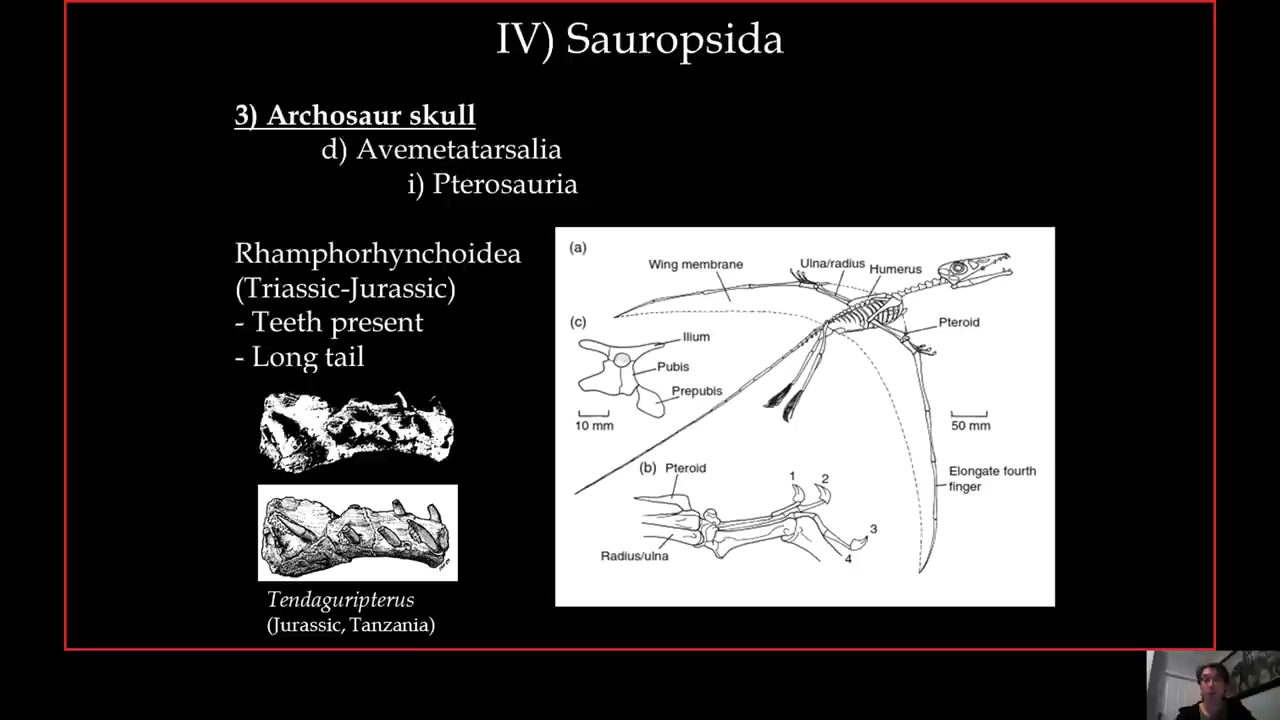 IV) Sauropsida
3) Archosaur skull
d) Avemetatarsalia
i) Pterosauria
Rhamphorhynchoidea
(Triassic-Jurassic)
- Teeth present
- Long tail
Tendaguripterus
(Jurassic, Tanzania)
(a)
Wing membrane
Ulna/radius
Humerus
Pteroid
(c)
Ilium
Pubis
Prepubis
10 mm
50 mm
Elongate fourth
finger
(b)
Pteroid
1
2
3
4
Radius/ulna